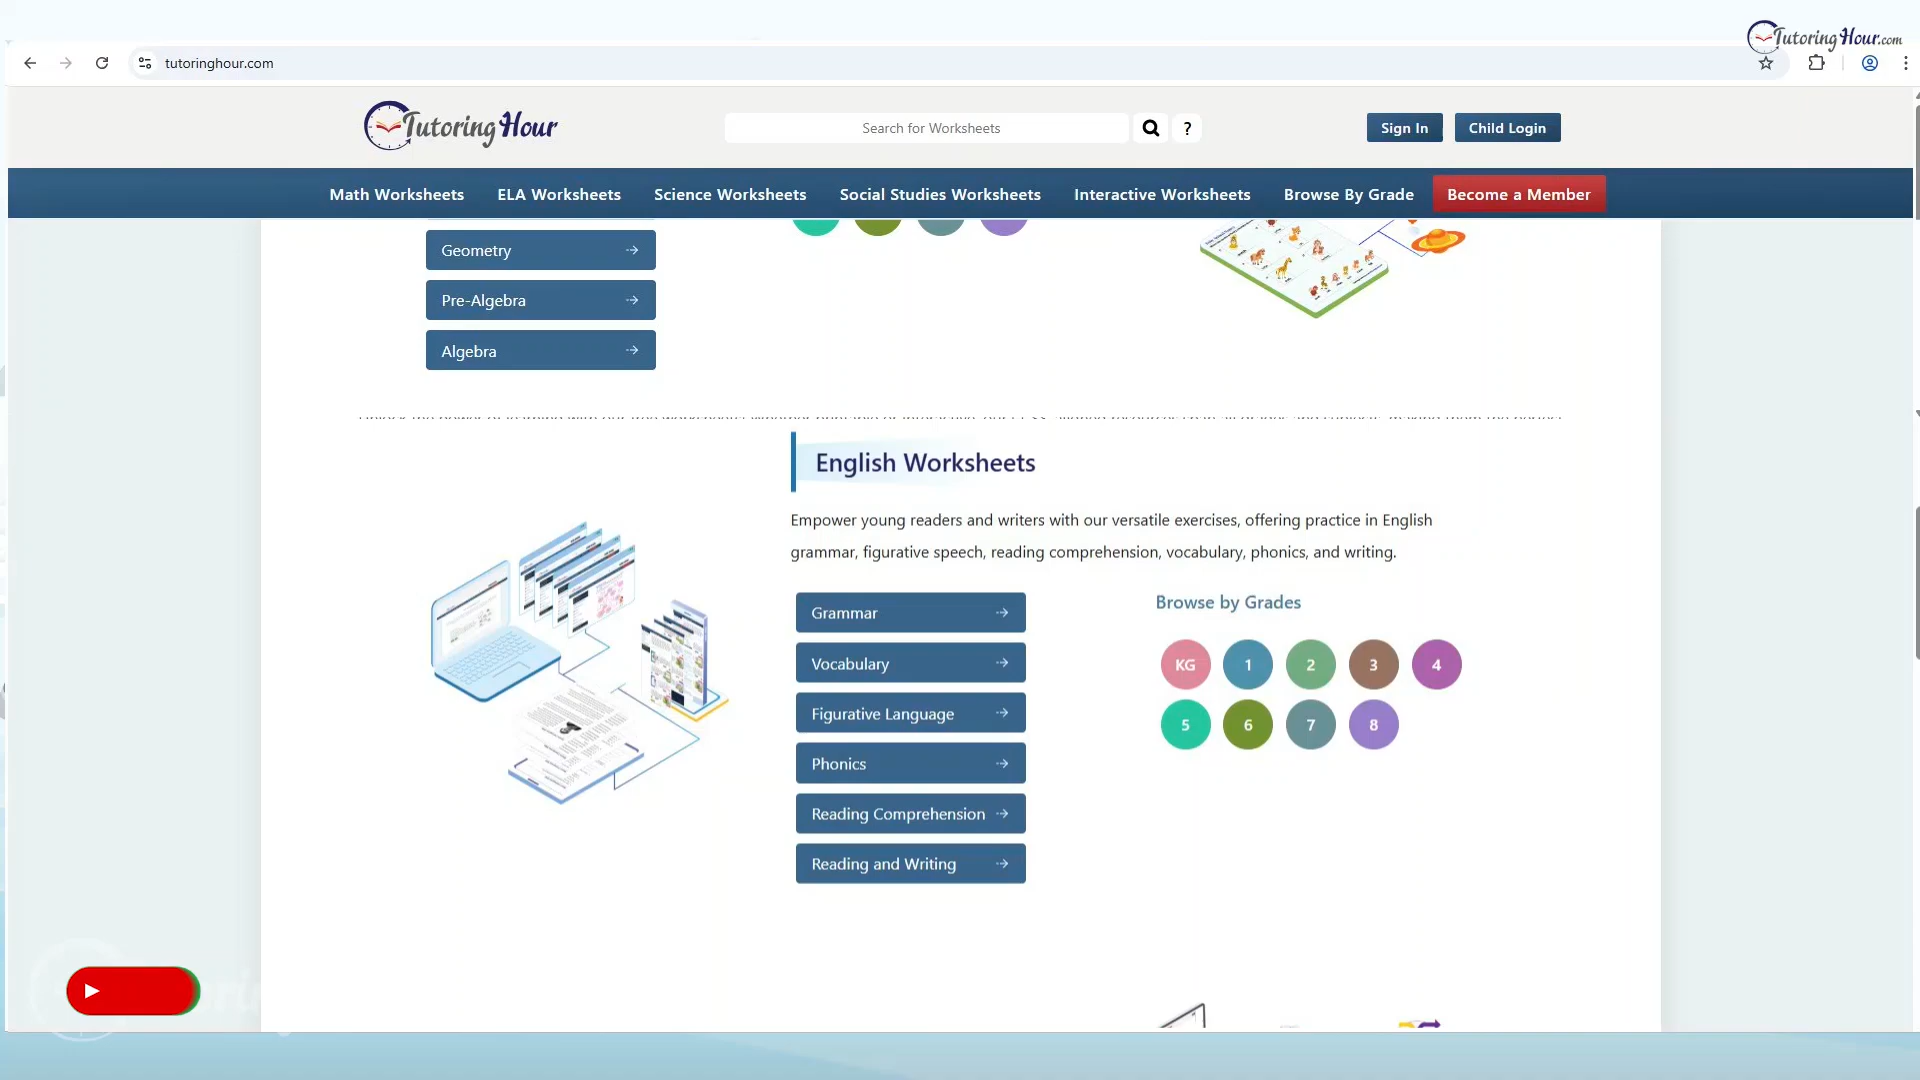 TutoringHour.com
tutoringhour.com
TutoringHour
Search for Worksheets
?
Sign In
Child Login
Math Worksheets
ELA Worksheets
Science Worksheets
Social Studies Worksheets
Interactive Worksheets
Browse By Grade
Become a Member
Geometry
Pre-Algebra
Algebra
English Worksheets
Empower young readers and writers with our versatile exercises, offering practice in English
grammar, figurative speech, reading comprehension, vocabulary, phonics, and writing.
Grammar
Vocabulary
Figurative Language
Phonics
Reading Comprehension
Reading and Writing
Browse by Grades
KG 1 2 3 4
5 6 7 8